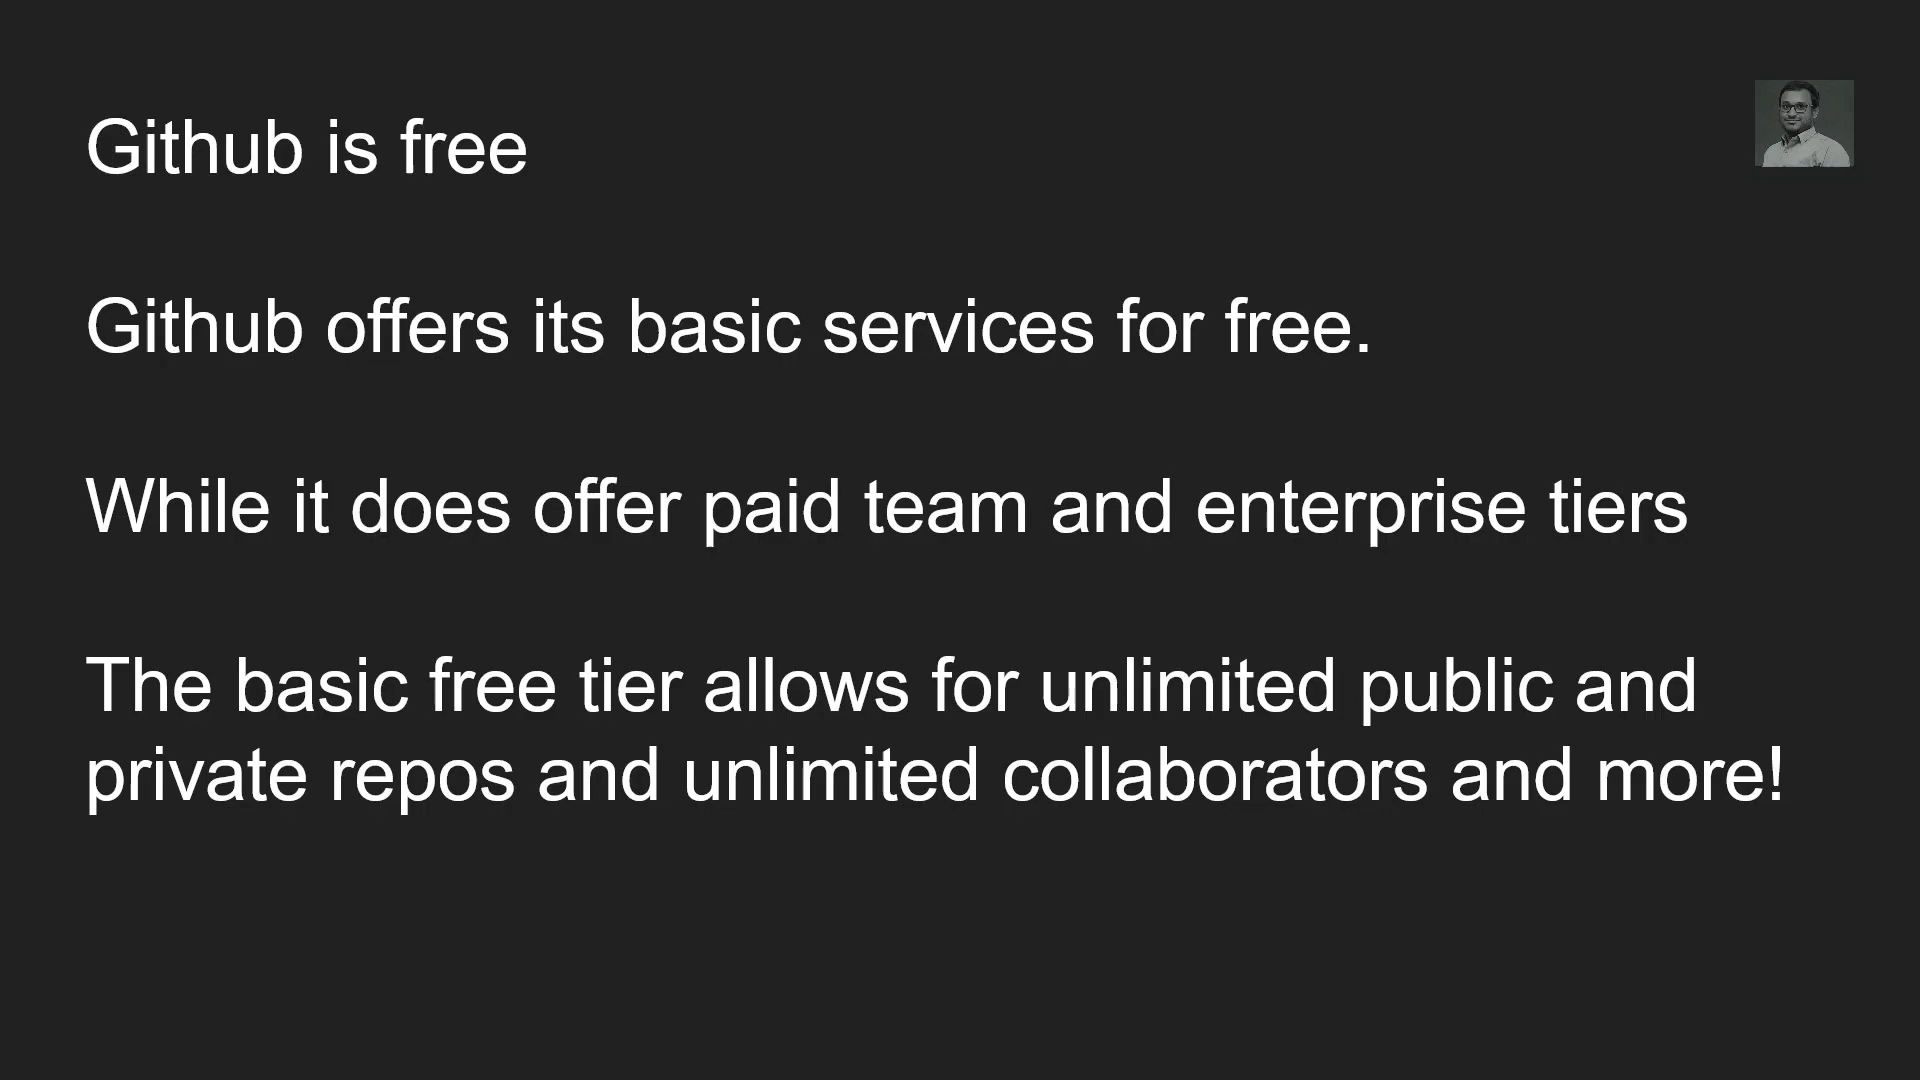 Github is free
Github offers its basic services for free.
While it does offer paid team and enterprise tiers
The basic free tier allows for unlimited public and
private repos and unlimited collaborators and more!